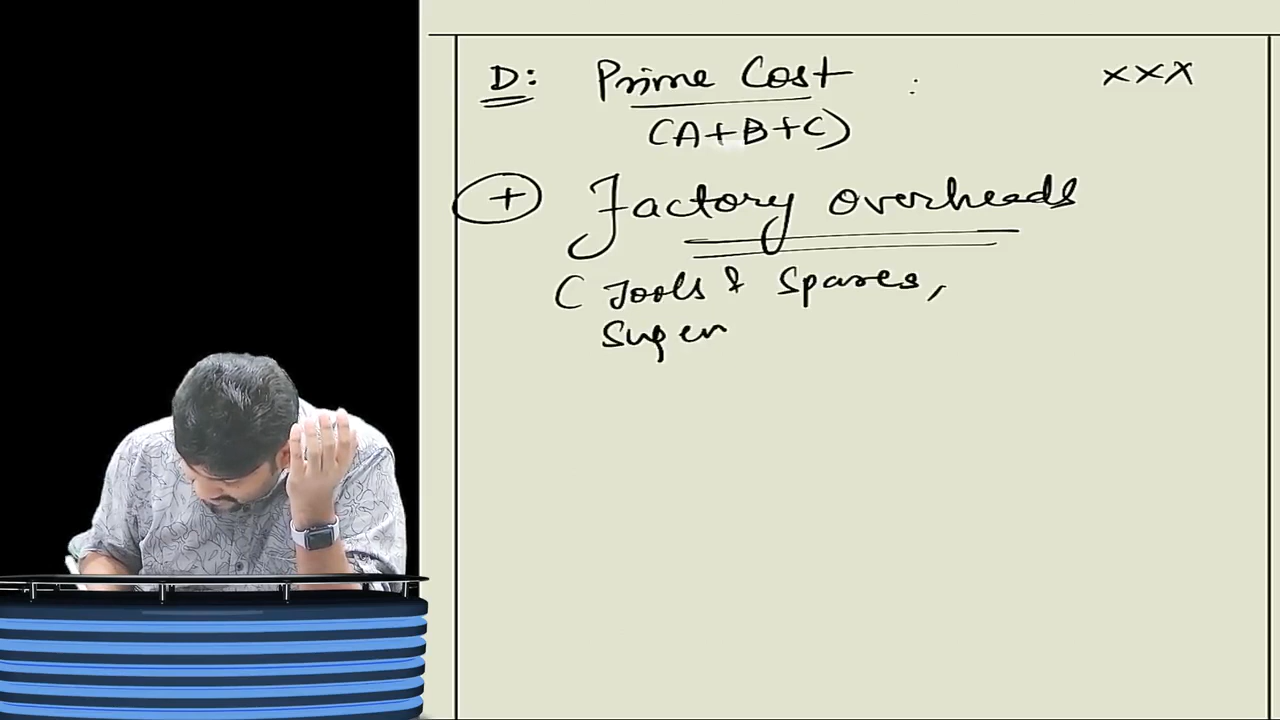 D: Prime Cost : XXX
(A+B+C)
+ Factory overheads
( Tools & Spares,
Super